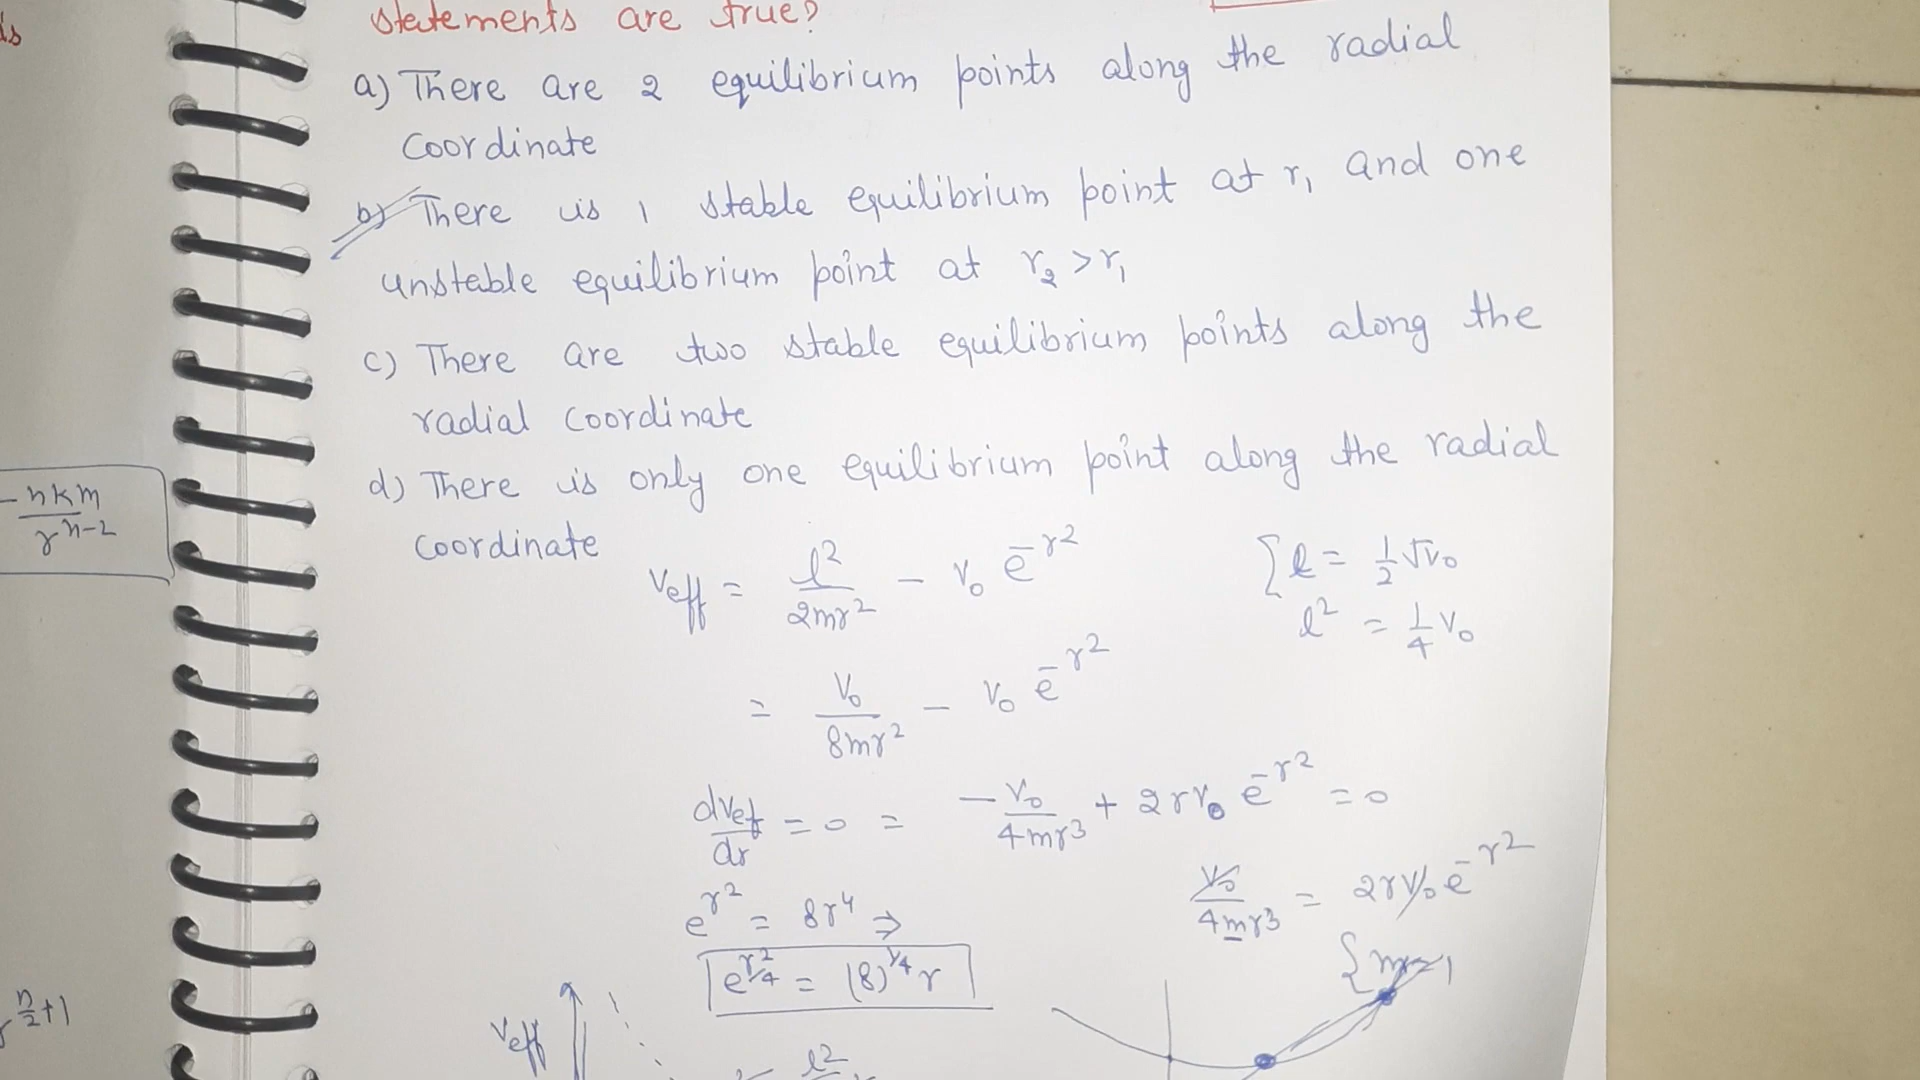 statements are true?
a) There are 2 equilibrium points along the radial
coordinate
b) There is 1 stable equilibrium point at r₁ and one
unstable equilibrium point at r₂ > r₁
c) There are two stable equilibrium points along the
radial coordinate
d) There is only one equilibrium point along the radial
coordinate
Veff = l²/2mr² - V₀ e^-r² [l = 1/2 √V₀
l² = 1/4 V₀
= V₀/8mr² - V₀ e^-r²
dVeff/dr = 0 = -V₀/4mr³ + 2rV₀ e^-r² = 0
V₀/4mr³ = 2rV₀ e^-r²
e^r² = 8r⁴ ⇒
{m=1
e^r²/4 = (8)^1/4 r
Veff
l²
-nkm/r^n-2
n/2+1